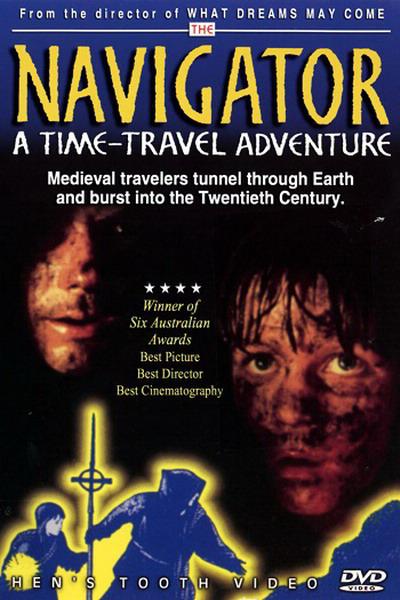 From the director of WHAT DREAMS MAY COME
THE
NAVIGATOR
A TIME-TRAVEL ADVENTURE
Medieval travelers tunnel through Earth
and burst into the Twentieth Century.
★★★★
Winner of
Six Australian
Awards
Best Picture
Best Director
Best Cinematography
HEN'S TOOTH VIDEO
DVD
VIDEO